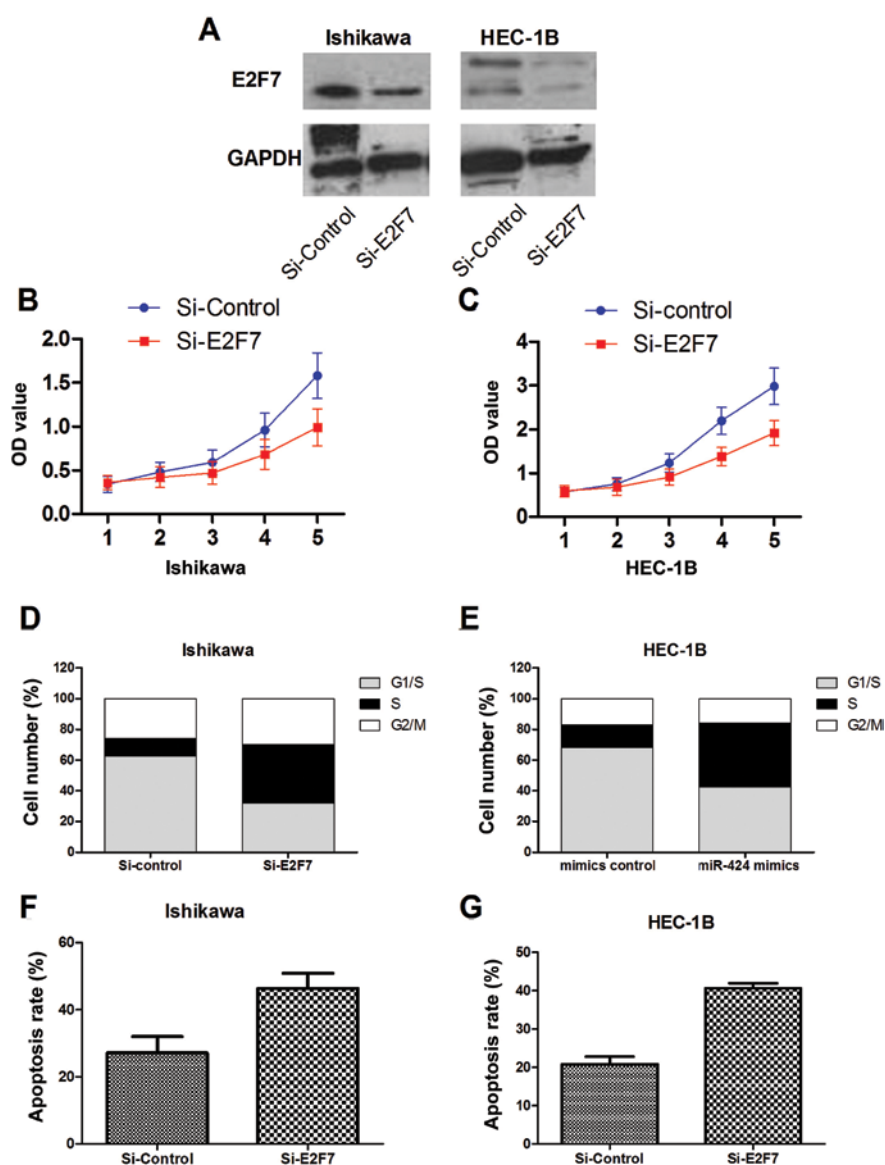 A
Ishikawa HEC-1B
E2F7
GAPDH
Si-Control Si-E2F7 Si-Control Si-E2F7
B
Si-Control
Si-E2F7
2.0
1.5
1.0
0.5
0.0
OD value
1 2 3 4 5
Ishikawa
C
Si-control
Si-E2F7
4
3
2
1
0
OD value
1 2 3 4 5
HEC-1B
D
Ishikawa
120
100
80
60
40
20
0
Cell number (%)
G1/S
S
G2/M
Si-control Si-E2F7
E
HEC-1B
120
100
80
60
40
20
0
Cell number (%)
G1/S
S
G2/M
mimics control miR-424 mimics
F
Ishikawa
60
40
20
0
Apoptosis rate (%)
Si-Control Si-E2F7
G
HEC-1B
50
40
30
20
10
0
Apoptosis rate (%)
Si-Control Si-E2F7